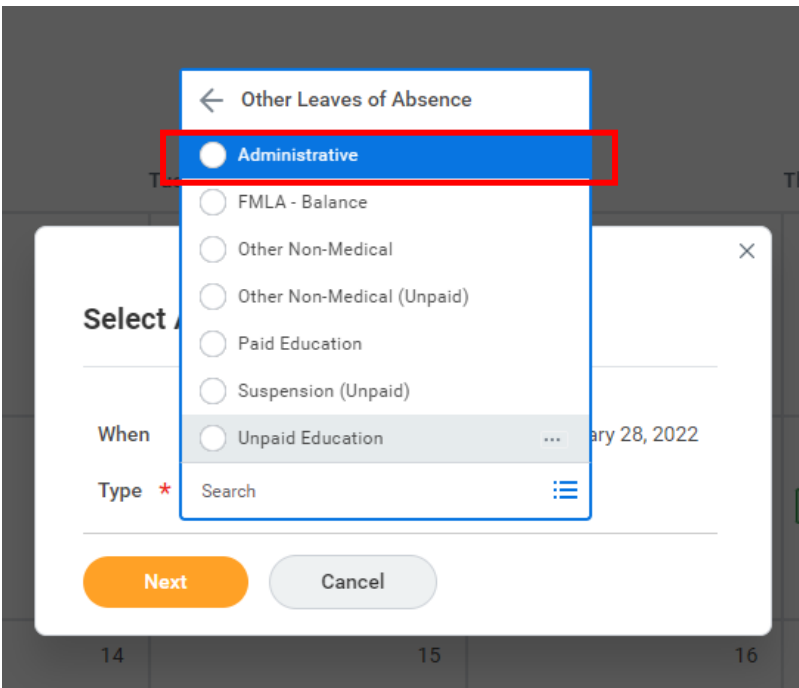 Other Leaves of Absence
Administrative
FMLA - Balance
Other Non-Medical
Other Non-Medical (Unpaid)
Select
Paid Education
Suspension (Unpaid)
When
Unpaid Education
28, 2022
Type *
Search
Next
Cancel
14
15
16